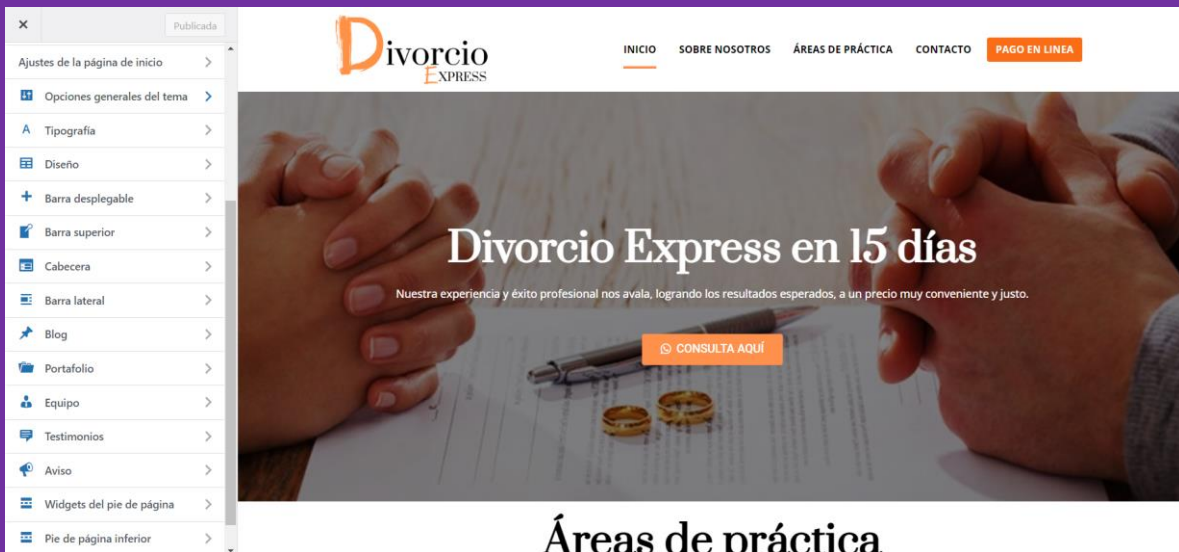 Publicada
Ajustes de la página de inicio
Opciones generales del tema
Tipografía
Diseño
Barra desplegable
Barra superior
Cabecera
Barra lateral
Blog
Portafolio
Equipo
Testimonios
Aviso
Widgets del pie de página
Pie de página inferior
Divorcio
EXPRESS
INICIO SOBRE NOSOTROS ÁREAS DE PRÁCTICA CONTACTO PAGO EN LINEA
Divorcio Express en 15 días
Nuestra experiencia y éxito profesional nos avala, logrando los resultados esperados, a un precio muy conveniente y justo.
CONSULTA AQUÍ
Áreas de práctica